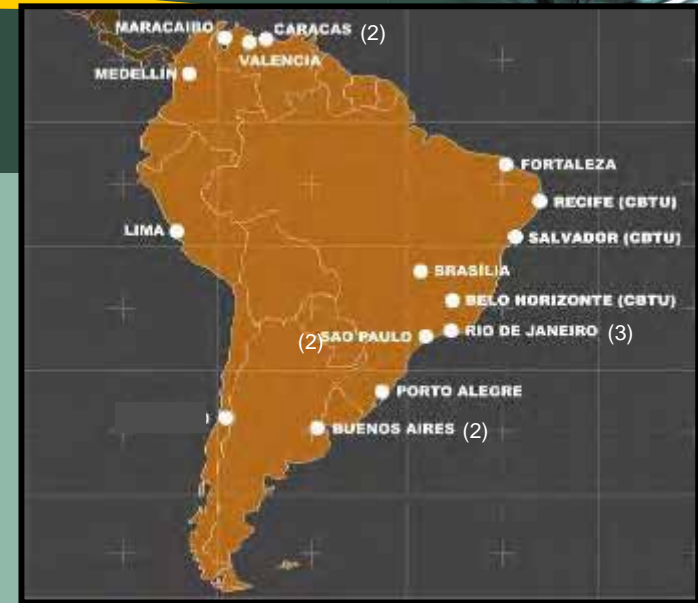 MARACAIBO
CARACAS (2)
VALENCIA
MEDELLIN
FORTALEZA
RECIFE (CBTU)
LIMA
SALVADOR (CBTU)
BRASÍLIA
BELO HORIZONTE (CBTU)
RIO DE JANEIRO (3)
(2) SAO PAULO
PORTO ALEGRE
BUENOS AIRES (2)